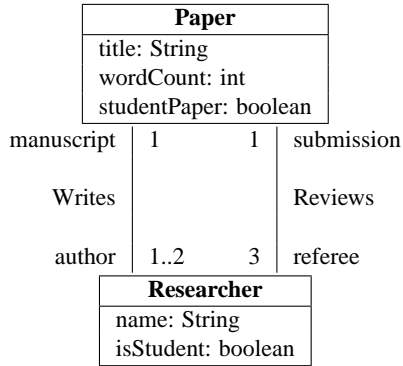 Paper
title: String
wordCount: int
studentPaper: boolean
manuscript 1 1 submission
Writes Reviews
author 1..2 3 referee
Researcher
name: String
isStudent: boolean